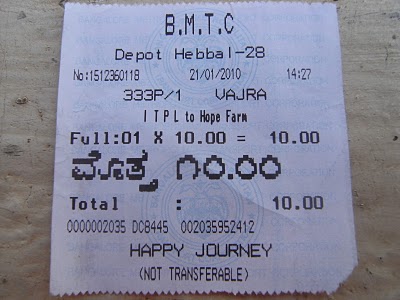 B.M.T.C
Depot Hebbal-28
No:1512360118 21/01/2010 14:27
333P/1 VAJRA
I T P L to Hope Farm
Full:01 X 10.00 = 10.00
ಮೊತ್ತ ೧೦.೦೦
Total : 10.00
0000002035 DC8445 002035952412
HAPPY JOURNEY
(NOT TRANSFERABLE)